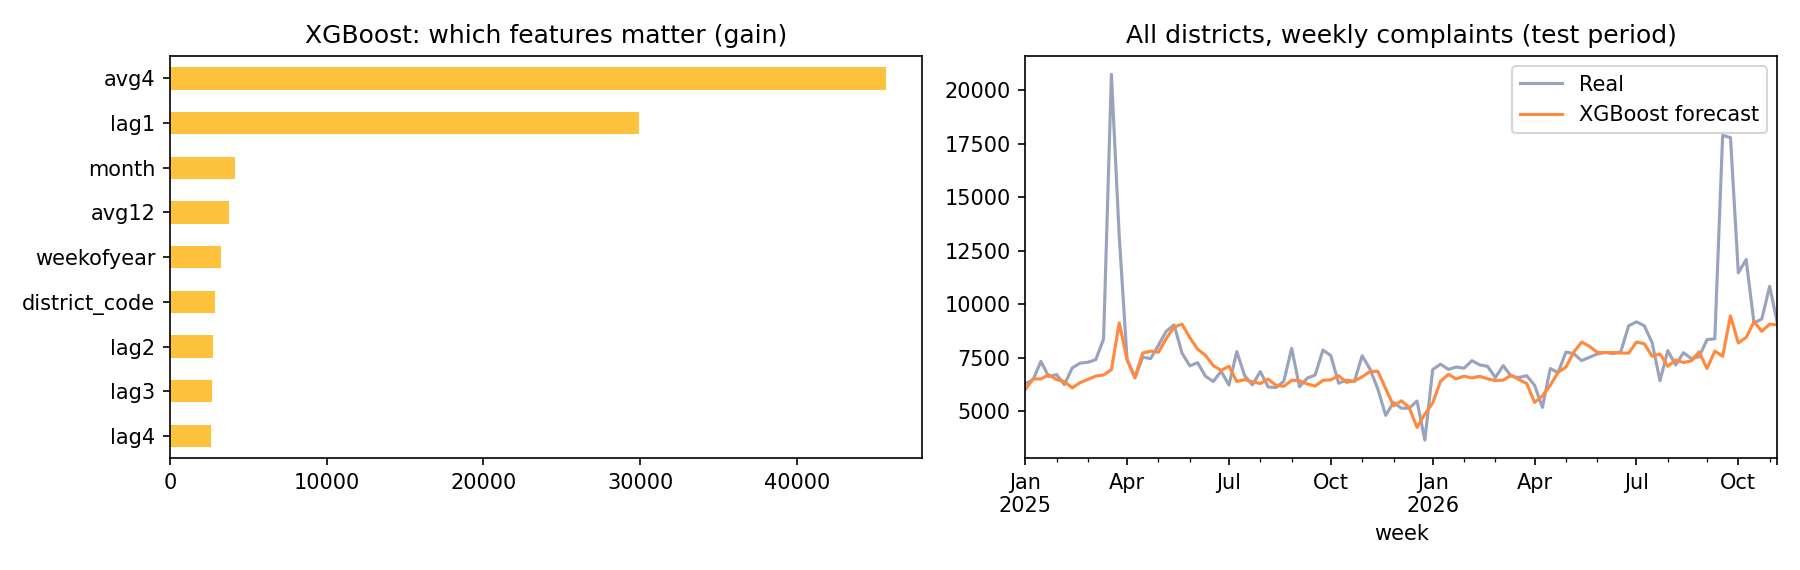 XGBoost: which features matter (gain)
avg4
lag1
month
avg12
weekofyear
district_code
lag2
lag3
lag4
0 10000 20000 30000 40000
All districts, weekly complaints (test period)
Real
XGBoost forecast
20000
17500
15000
12500
10000
7500
5000
Jan Apr Jul Oct Jan Apr Jul Oct
2025 2026
week